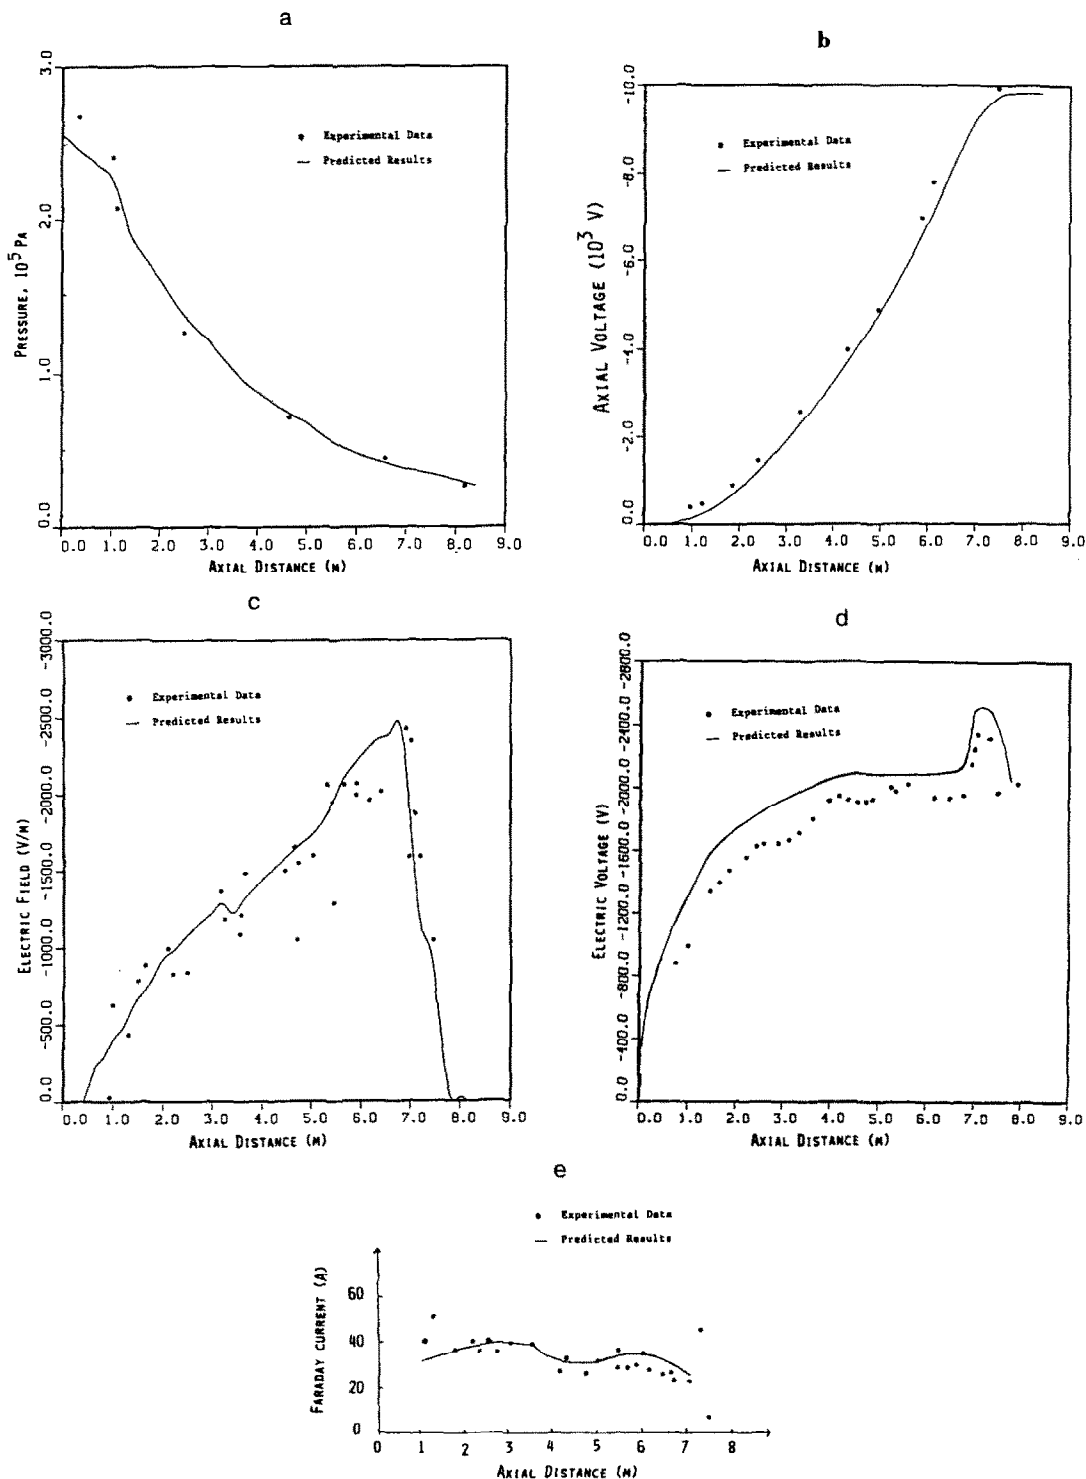 a
3.0
2.0
1.0
0.0
PRESSURE, 10^5 PA
• Experimental Data
— Predicted Results
0.0 1.0 2.0 3.0 4.0 5.0 6.0 7.0 8.0 9.0
AXIAL DISTANCE (M)
b
-10.0
-8.0
-6.0
-4.0
-2.0
0.0
AXIAL VOLTAGE (10^3 V)
• Experimental Data
— Predicted Results
0.0 1.0 2.0 3.0 4.0 5.0 6.0 7.0 8.0 9.0
AXIAL DISTANCE (M)
c
-3000.0
-2500.0
-2000.0
-1500.0
-1000.0
-500.0
0.0
ELECTRIC FIELD (V/M)
• Experimental Data
— Predicted Results
0.0 1.0 2.0 3.0 4.0 5.0 6.0 7.0 8.0 9.0
AXIAL DISTANCE (M)
d
-2800.0
-2400.0
-2000.0
-1600.0
-1200.0
-800.0
-400.0
0.0
ELECTRIC VOLTAGE (V)
• Experimental Data
— Predicted Results
0.0 1.0 2.0 3.0 4.0 5.0 6.0 7.0 8.0 9.0
AXIAL DISTANCE (M)
e
• Experimental Data
— Predicted Results
60
40
20
0
FARADAY CURRENT (A)
0 1 2 3 4 5 6 7 8
AXIAL DISTANCE (M)